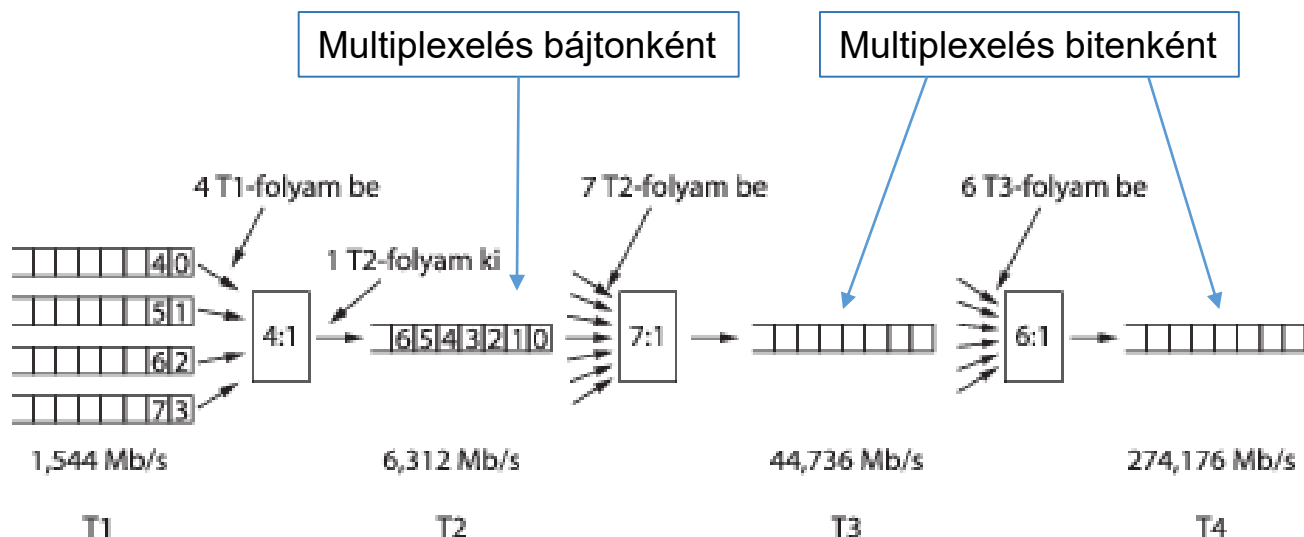 Multiplexelés bájtonként
Multiplexelés bitenként
4 T1-folyam be
7 T2-folyam be
6 T3-folyam be
1 T2-folyam ki
4 0
5 1
6 2
7 3
4:1
6 5 4 3 2 1 0
7:1
6:1
1,544 Mb/s
6,312 Mb/s
44,736 Mb/s
274,176 Mb/s
T1
T2
T3
T4